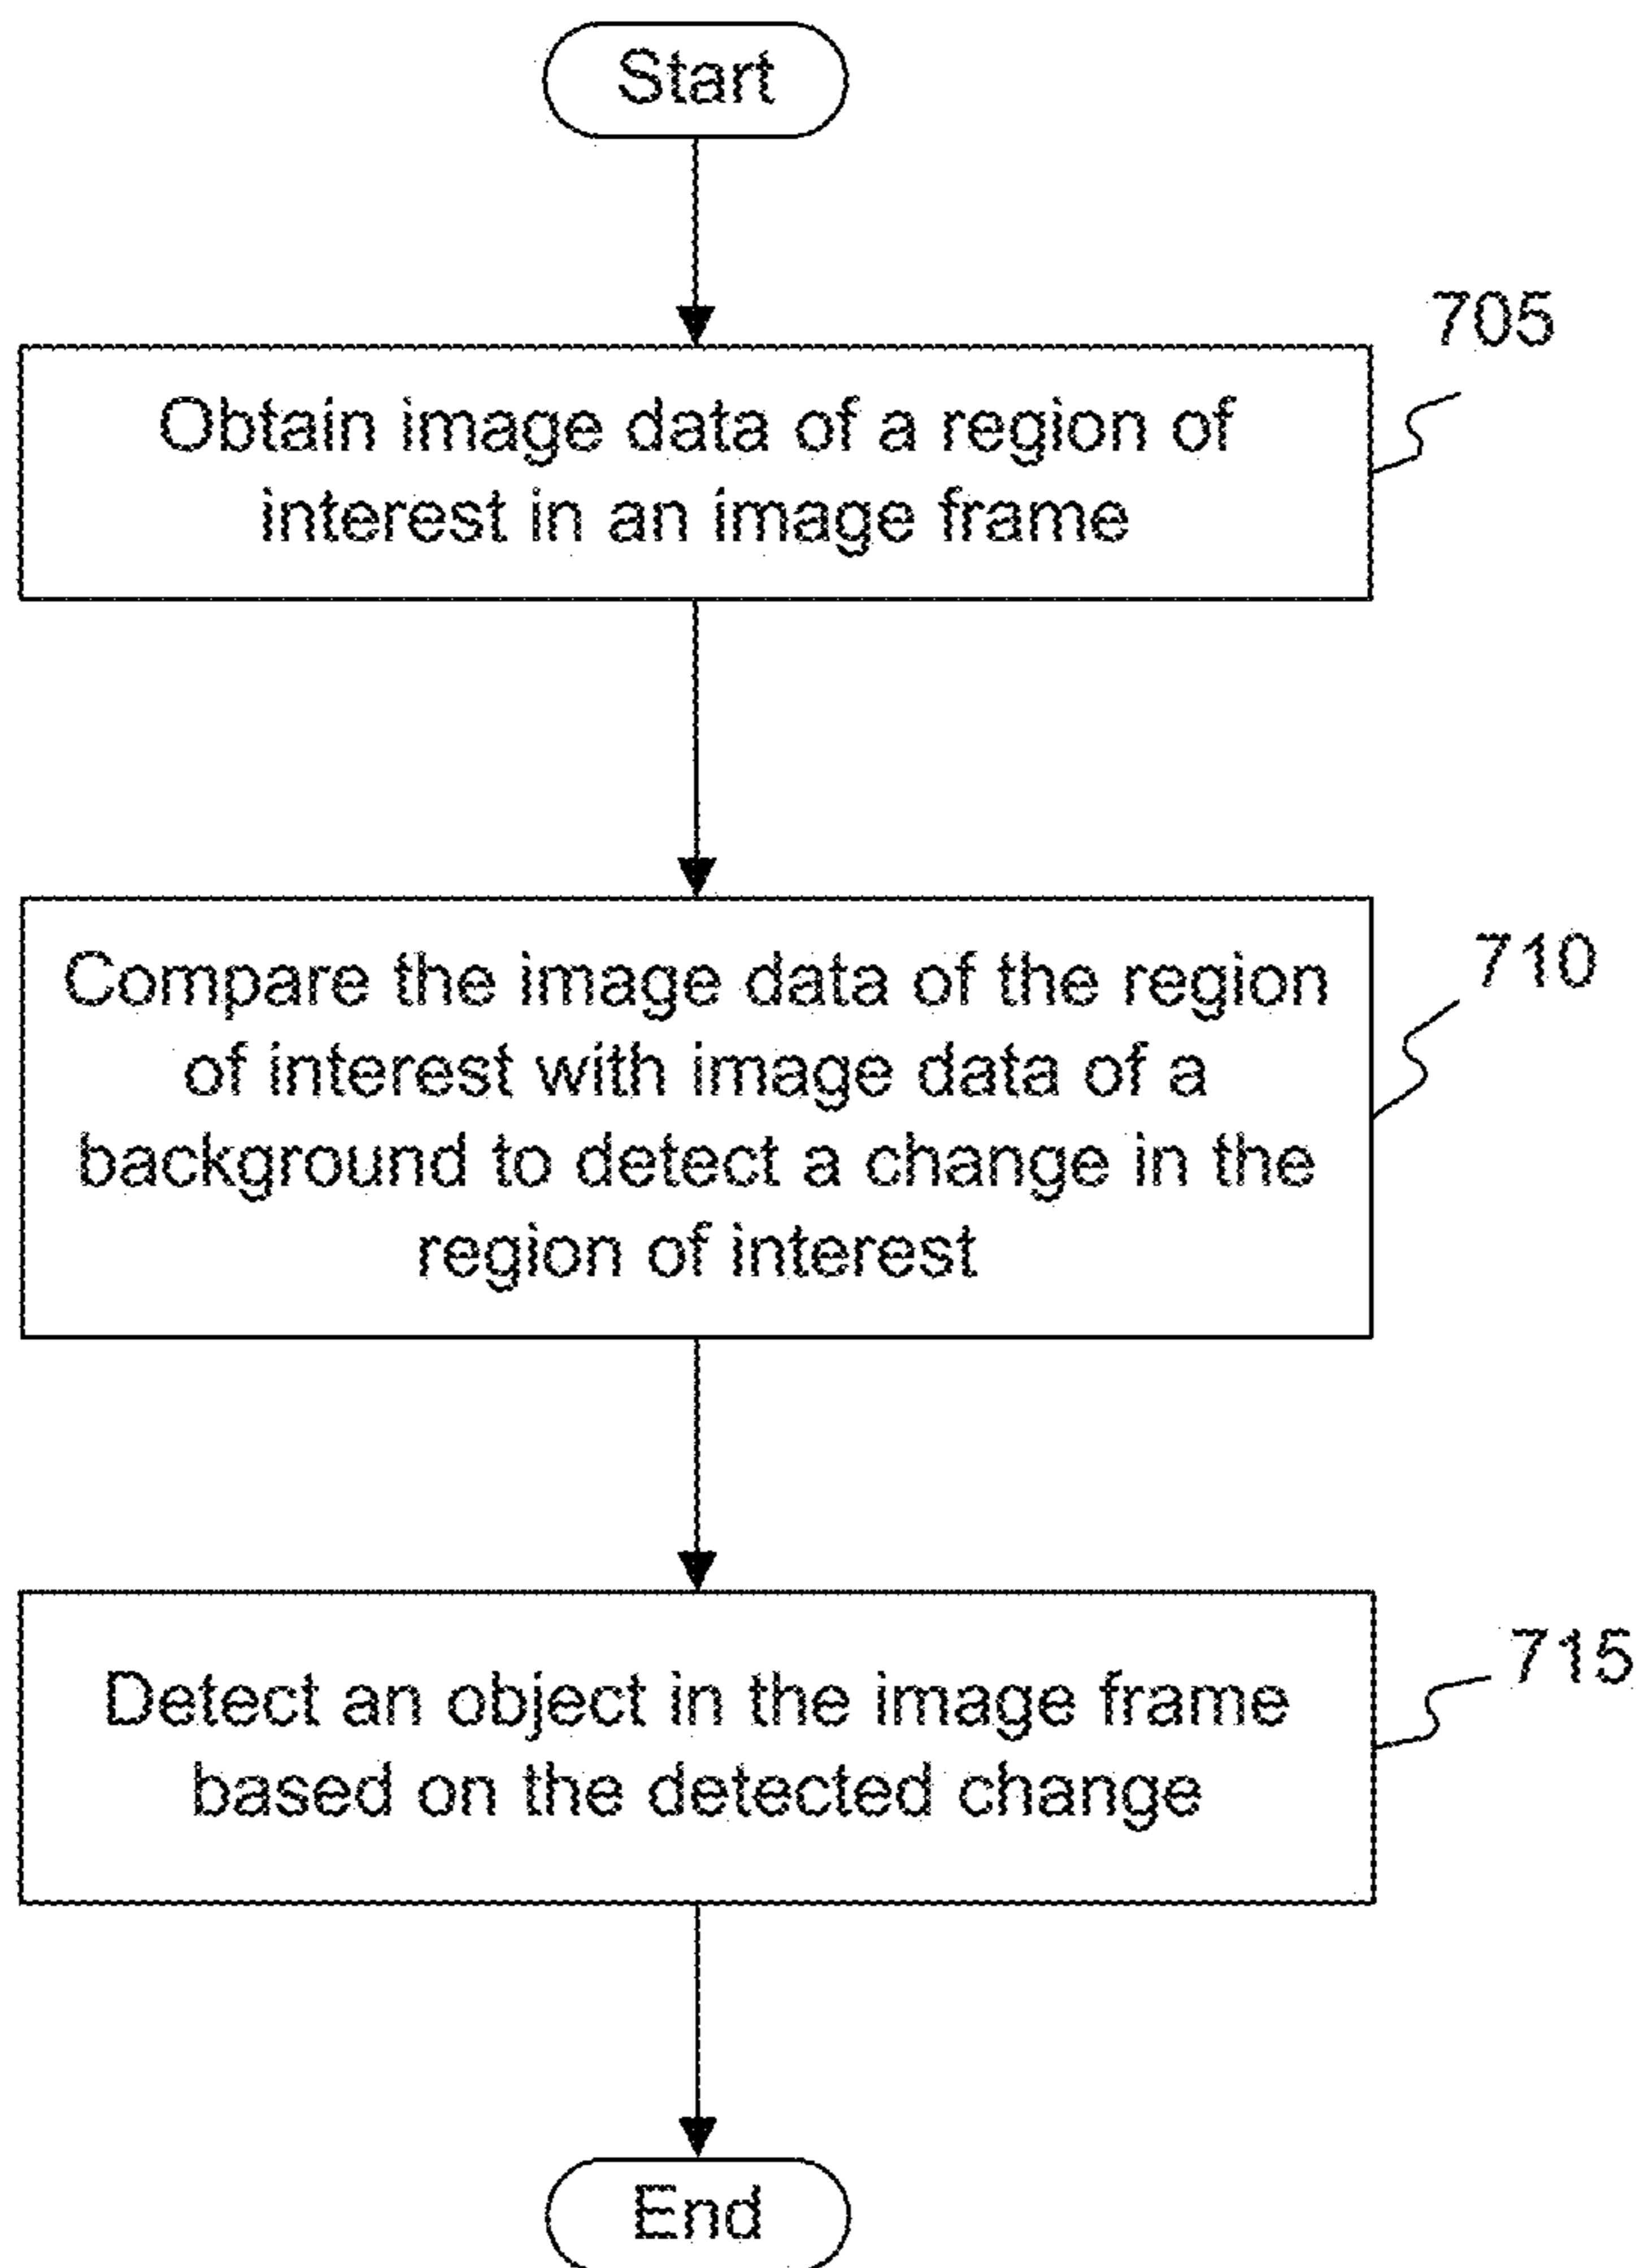 Start
705
Obtain image data of a region of
interest in an image frame
710
Compare the image data of the region
of interest with image data of a
background to detect a change in the
region of interest
715
Detect an object in the image frame
based on the detected change
End